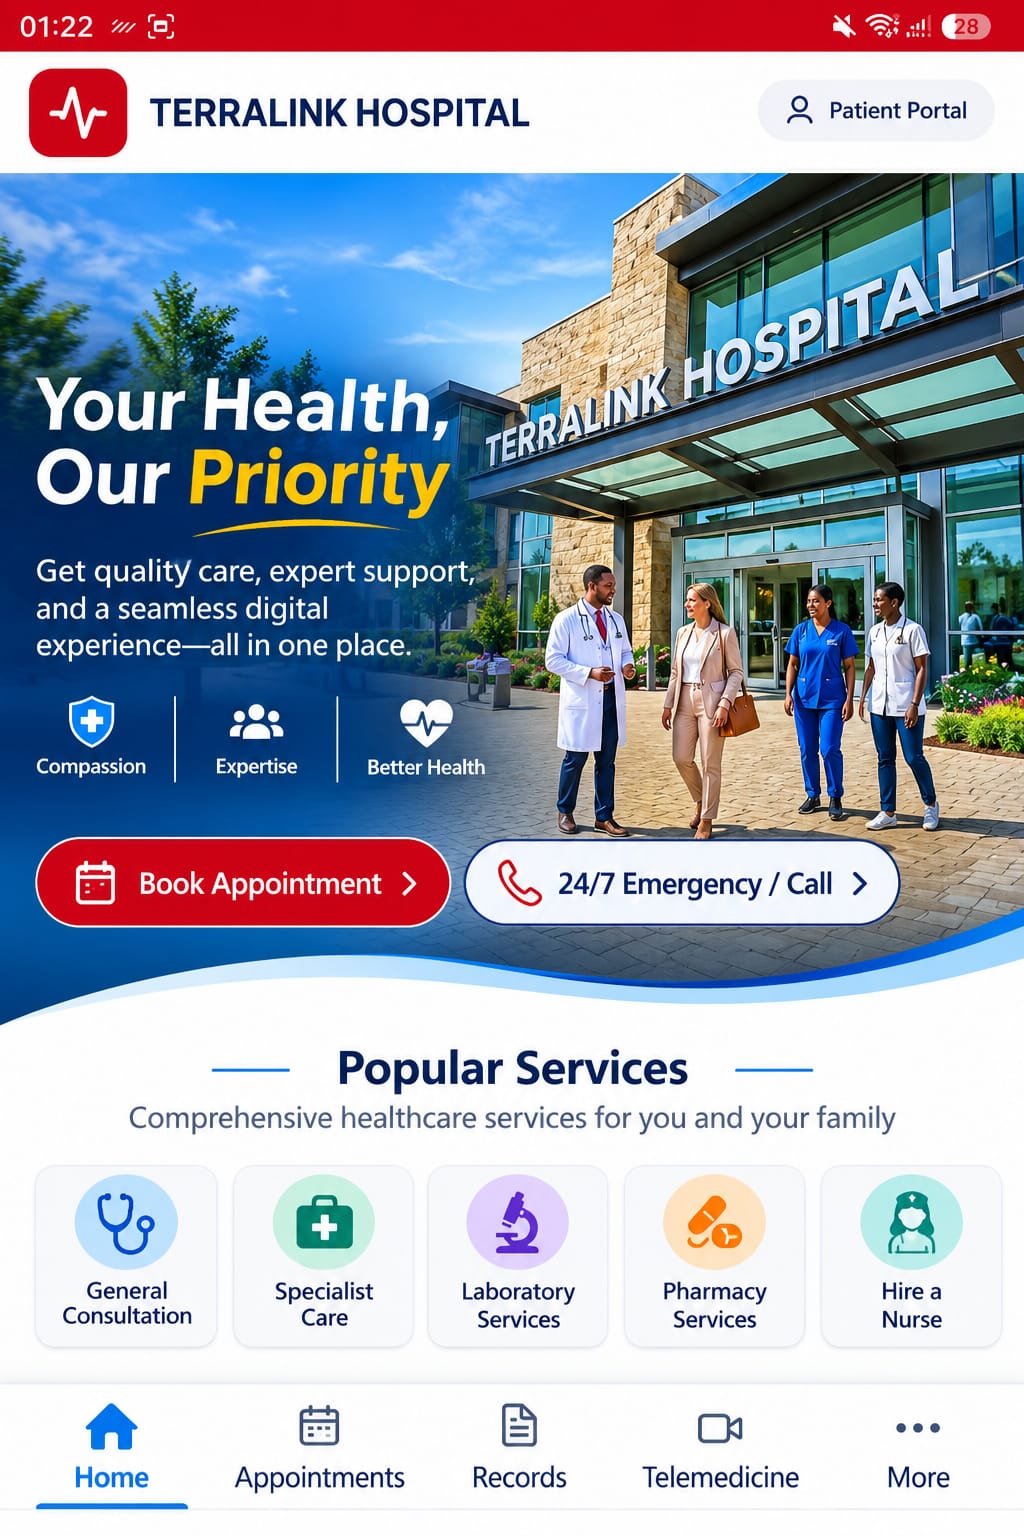 01:22
28
TERRALINK HOSPITAL
Patient Portal
TERRALINK HOSPITAL
Your Health,
Our Priority
Get quality care, expert support,
and a seamless digital
experience—all in one place.
Compassion
Expertise
Better Health
Book Appointment
24/7 Emergency / Call
Popular Services
Comprehensive healthcare services for you and your family
General
Consultation
Specialist
Care
Laboratory
Services
Pharmacy
Services
Hire a
Nurse
Home
Appointments
Records
Telemedicine
More